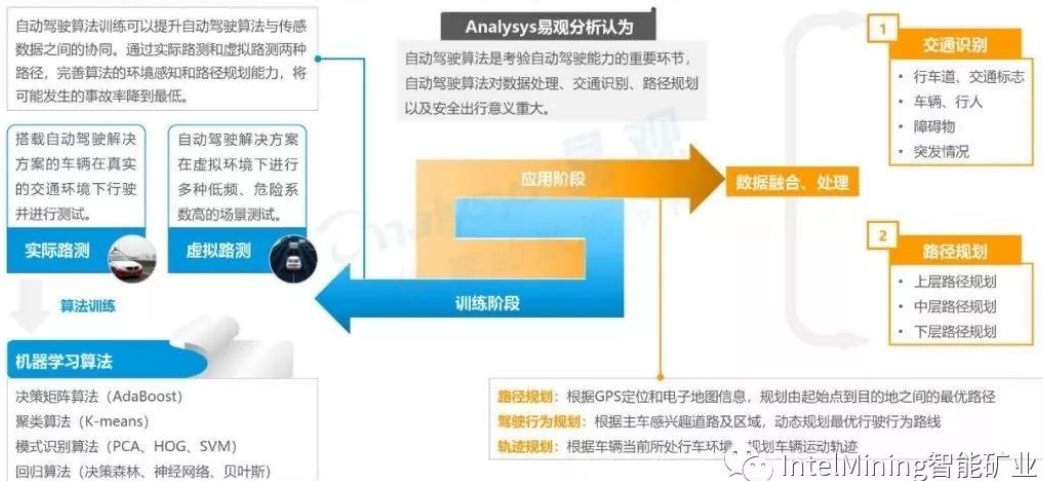 自动驾驶算法训练可以提升自动驾驶算法与传感
数据之间的协同。通过实际路测和虚拟路测两种
路径，完善算法的环境感知和路径规划能力，将
可能发生的事故率降到最低。
Analysys易观分析认为
自动驾驶算法是考验自动驾驶能力的重要环节，
自动驾驶算法对数据处理、交通识别、路径规划
以及安全出行意义重大。
搭载自动驾驶解决
方案的车辆在真实
的交通环境下行驶
并进行测试。
实际路测
自动驾驶解决方案
在虚拟环境下进行
多种低频、危险系
数高的场景测试。
虚拟路测
算法训练
机器学习算法
决策矩阵算法（AdaBoost）
聚类算法（K-means）
模式识别算法（PCA、HOG、SVM）
回归算法（决策森林、神经网络、贝叶斯）
应用阶段
训练阶段
数据融合、处理
1
交通识别
• 行车道、交通标志
• 车辆、行人
• 障碍物
• 突发情况
2
路径规划
• 上层路径规划
• 中层路径规划
• 下层路径规划
路径规划：根据GPS定位和电子地图信息，规划由起始点到目的地之间的最优路径
驾驶行为规划：根据主车感兴趣道路及区域，动态规划最优行驶行为路线
轨迹规划：根据车辆当前所处行车环境，规划车辆运动轨迹
IntelMining智能矿业